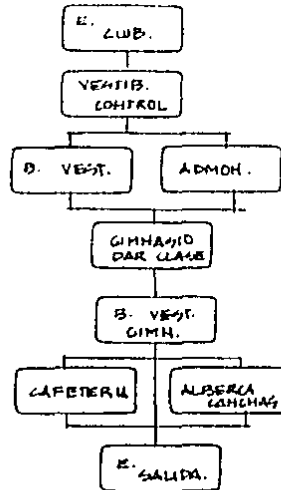 E.
CLUB.
VESTIB.
CONTROL
B. VEST.
ADMON.
GIMNASIO
DAR CLASE
B. VEST.
GIMN.
CAFETERIA
ALBERCA
CANCHAS
E.
SALIDA.